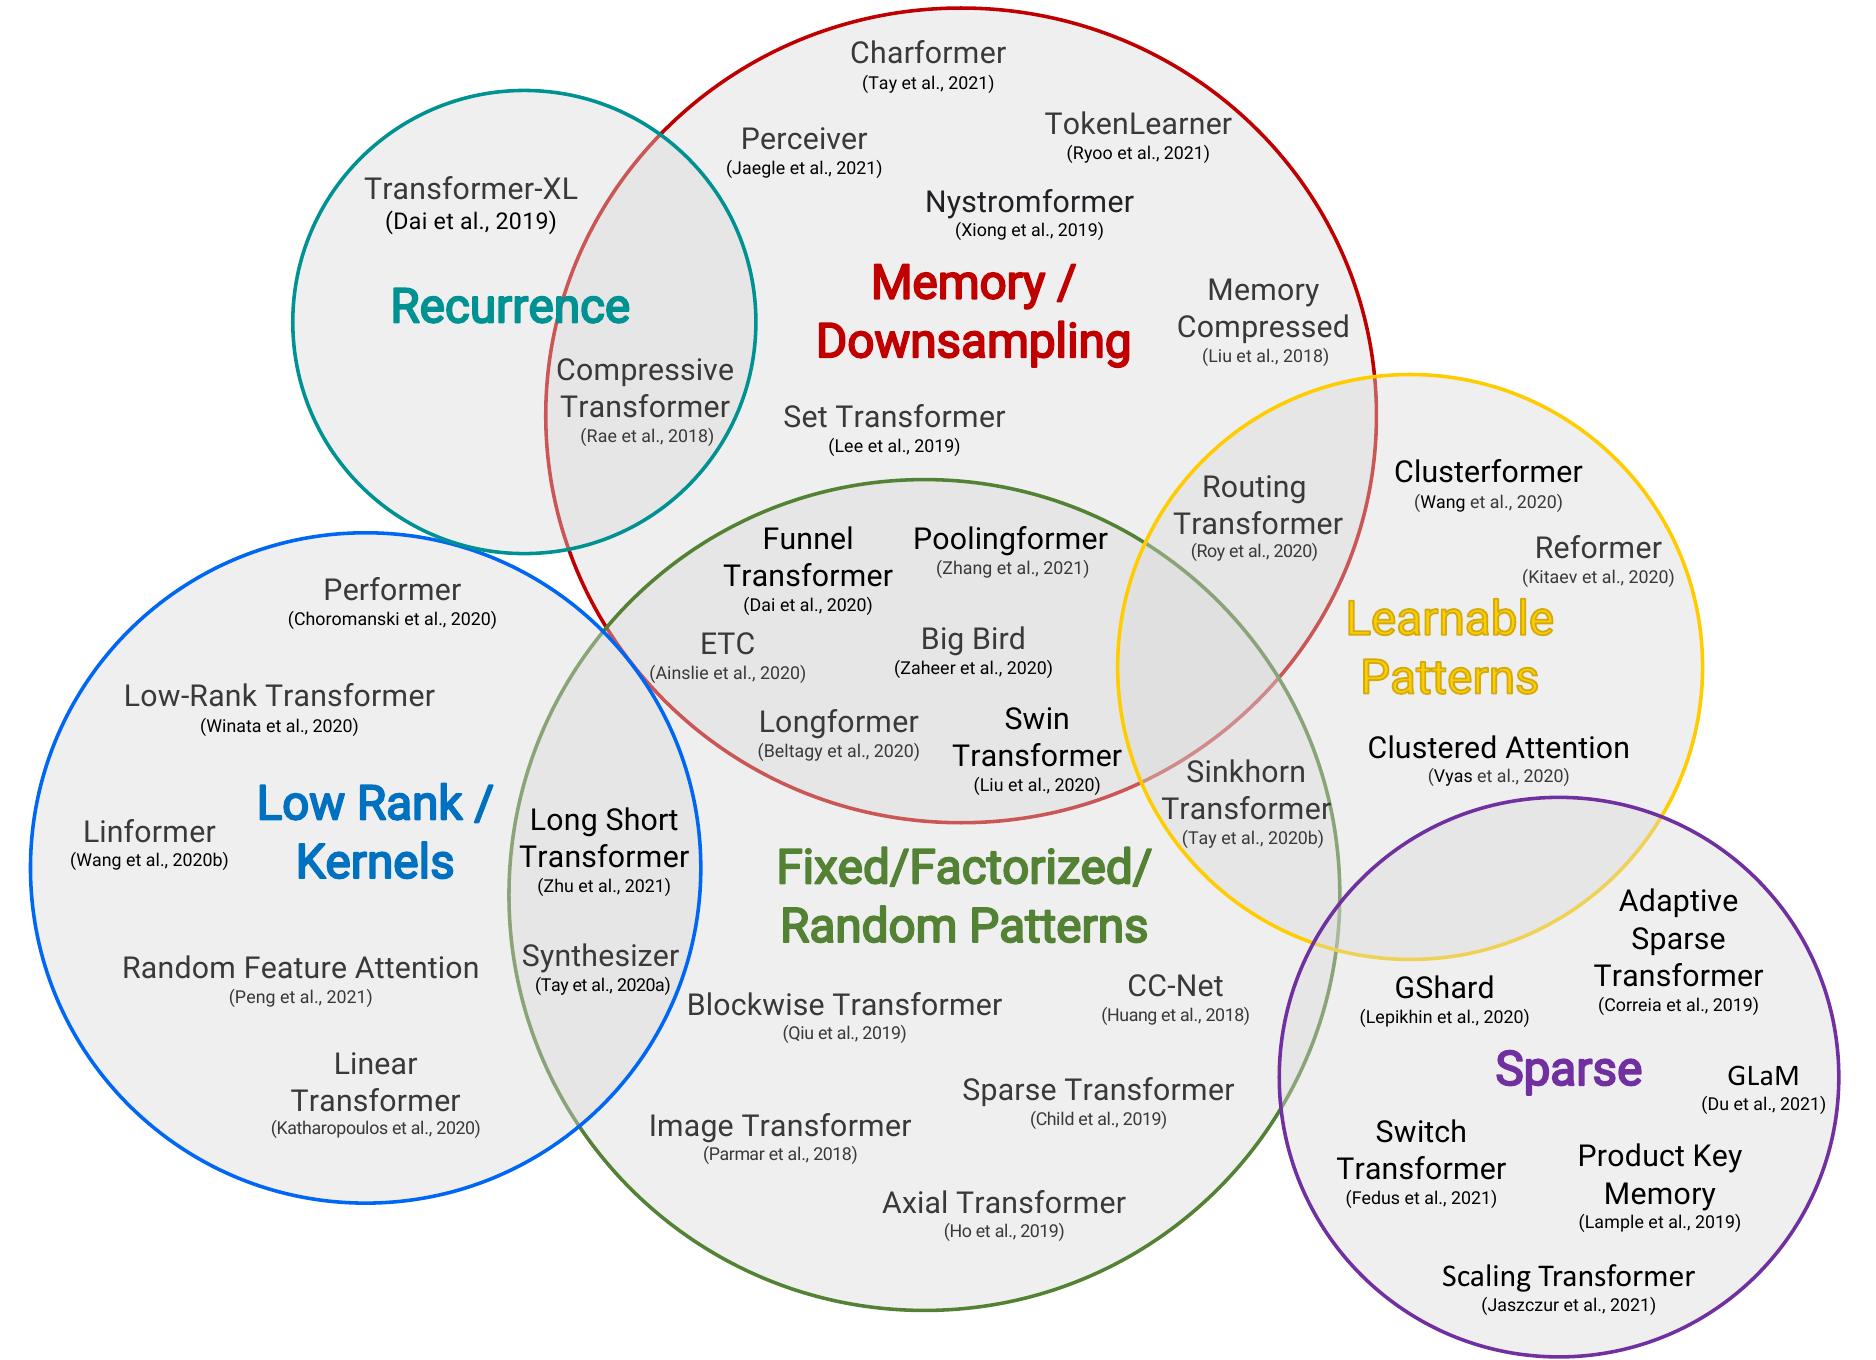 Charformer
(Tay et al., 2021)
Perceiver
(Jaegle et al., 2021)
TokenLearner
(Ryoo et al., 2021)
Transformer-XL
(Dai et al., 2019)
Nystromformer
(Xiong et al., 2019)
Recurrence
Memory /
Downsampling
Memory
Compressed
(Liu et al., 2018)
Compressive
Transformer
(Rae et al., 2018)
Set Transformer
(Lee et al., 2019)
Routing
Transformer
(Roy et al., 2020)
Clusterformer
(Wang et al., 2020)
Reformer
(Kitaev et al., 2020)
Learnable
Patterns
Clustered Attention
(Vyas et al., 2020)
Funnel
Transformer
(Dai et al., 2020)
Poolingformer
(Zhang et al., 2021)
ETC
(Ainslie et al., 2020)
Big Bird
(Zaheer et al., 2020)
Longformer
(Beltagy et al., 2020)
Swin
Transformer
(Liu et al., 2020)
Sinkhorn
Transformer
(Tay et al., 2020b)
Performer
(Choromanski et al., 2020)
Low-Rank Transformer
(Winata et al., 2020)
Low Rank /
Kernels
Linformer
(Wang et al., 2020b)
Long Short
Transformer
(Zhu et al., 2021)
Synthesizer
(Tay et al., 2020a)
Random Feature Attention
(Peng et al., 2021)
Linear
Transformer
(Katharopoulos et al., 2020)
Fixed/Factorized/
Random Patterns
Blockwise Transformer
(Qiu et al., 2019)
CC-Net
(Huang et al., 2018)
Sparse Transformer
(Child et al., 2019)
Image Transformer
(Parmar et al., 2018)
Axial Transformer
(Ho et al., 2019)
Adaptive
Sparse
Transformer
(Correia et al., 2019)
GShard
(Lepikhin et al., 2020)
Sparse
GLaM
(Du et al., 2021)
Switch
Transformer
(Fedus et al., 2021)
Product Key
Memory
(Lample et al., 2019)
Scaling Transformer
(Jaszczur et al., 2021)